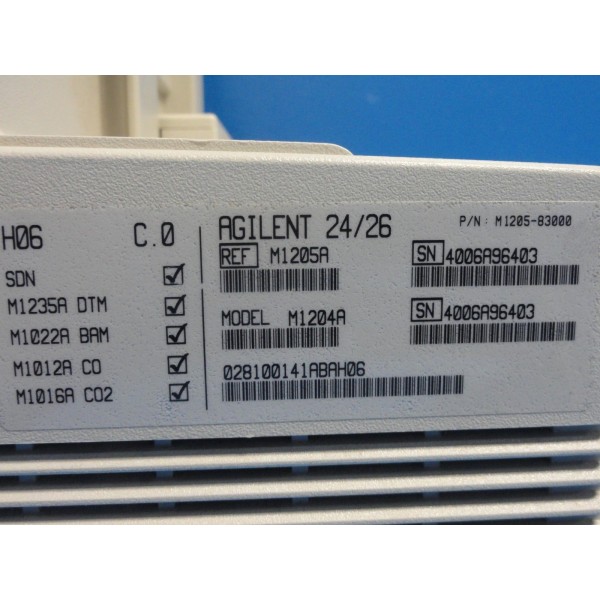 H06 C.0
SDN ☑
M1235A DTM ☑
M1022A BAM ☑
M1012A CO ☑
M1016A CO2 ☑
AGILENT 24/26 P/N: M1205-83000
REF M1205A SN 4006A96403
MODEL M1204A SN 4006A96403
028100141ABAH06